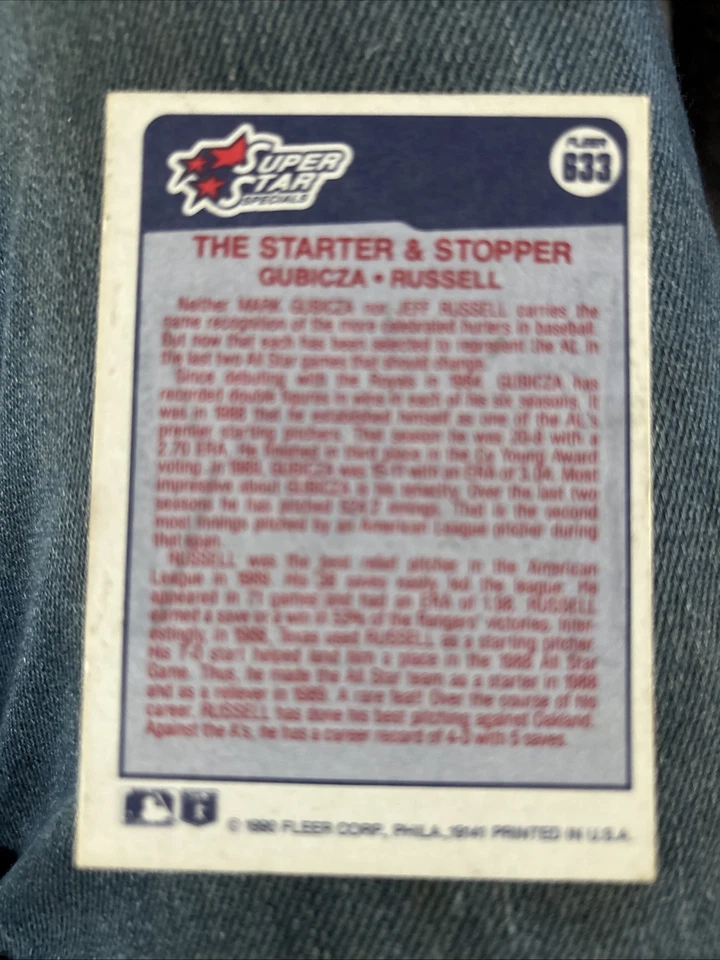 SUPER
STAR
SPECIALS
FLEER
633
THE STARTER & STOPPER
GUBICZA • RUSSELL
Neither MARK GUBICZA nor JEFF RUSSELL carries the
same recognition of the more celebrated hurlers in baseball.
But now that each has been selected to represent the AL in
the last two All Star games that should change.
Since debuting with the Royals in 1984, GUBICZA has
recorded double figures in wins in each of his six seasons. It
was in 1988 that he established himself as one of the AL's
premier starting pitchers. That season he was 20-8 with a
2.70 ERA. He finished in third place in the Cy Young Award
voting. In 1989, GUBICZA was 15-11 with an ERA of 3.04. Most
impressive about GUBICZA is his tenacity. Over the last two
seasons he has pitched 524.2 innings. That is the second
most innings pitched by an American League pitcher during
that span.
RUSSELL was the best relief pitcher in the American
League in 1989. His 38 saves easily led the league. He
appeared in 71 games and had an ERA of 1.98. RUSSELL
earned a save or a win in 53% of the Rangers' victories. Inter-
estingly, in 1988, Texas used RUSSELL as a starting pitcher.
His 7-2 start helped land him a place in the 1988 All Star
Game. Thus, he made the All Star team as a starter in 1988
and as a reliever in 1989. A rare feat! Over the course of his
career, RUSSELL has done his best pitching against Oakland.
Against the A's, he has a career record of 4-3 with 5 saves.
© 1990 FLEER CORP., PHILA., 19141 PRINTED IN U.S.A.